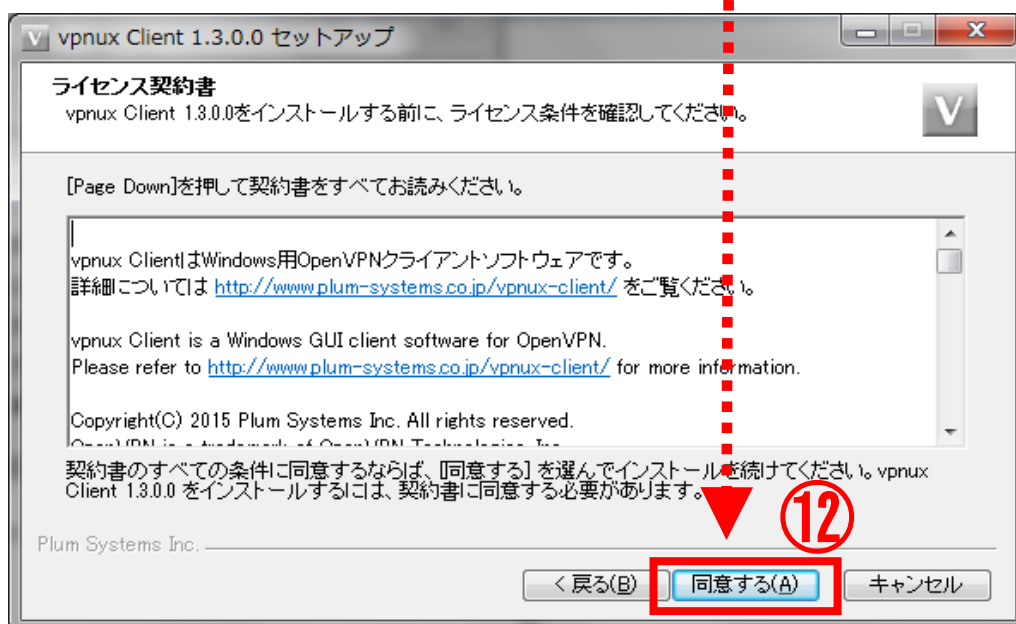 V vpnux Client 1.3.0.0 セットアップ
ライセンス契約書
vpnux Client 1.3.0.0をインストールする前に、ライセンス条件を確認してください。
V
[Page Down]を押して契約書をすべてお読みください。
vpnux ClientはWindows用OpenVPNクライアントソフトウェアです。
詳細については http://www.plum-systems.co.jp/vpnux-client/ をご覧ください。
vpnux Client is a Windows GUI client software for OpenVPN.
Please refer to http://www.plum-systems.co.jp/vpnux-client/ for more information.
Copyright(C) 2015 Plum Systems Inc. All rights reserved.
OpenVPN is a trademark of OpenVPN Technologies, Inc.
契約書のすべての条件に同意するならば、[同意する] を選んでインストールを続けてください。vpnux
Client 1.3.0.0 をインストールするには、契約書に同意する必要があります。
⑫
Plum Systems Inc.
< 戻る(B) 同意する(A) キャンセル